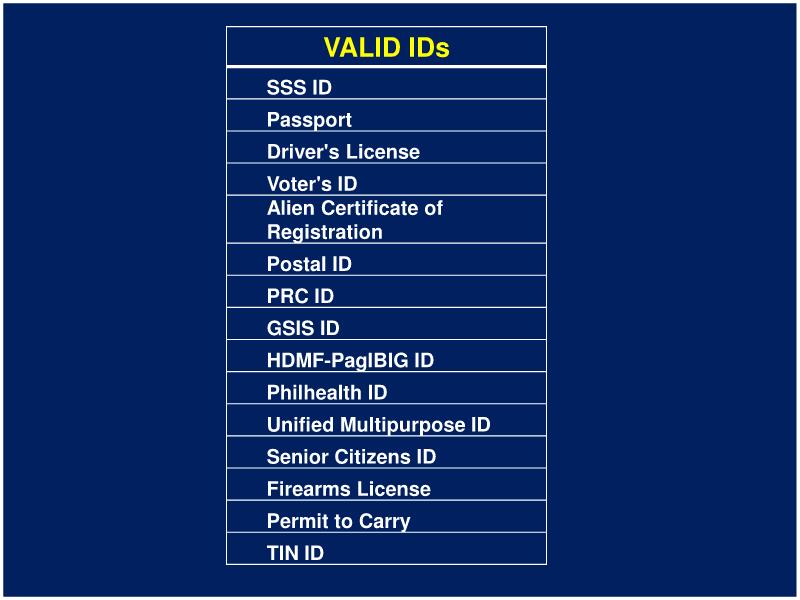 VALID IDs
SSS ID
Passport
Driver's License
Voter's ID
Alien Certificate of
Registration
Postal ID
PRC ID
GSIS ID
HDMF-PagIBIG ID
Philhealth ID
Unified Multipurpose ID
Senior Citizens ID
Firearms License
Permit to Carry
TIN ID